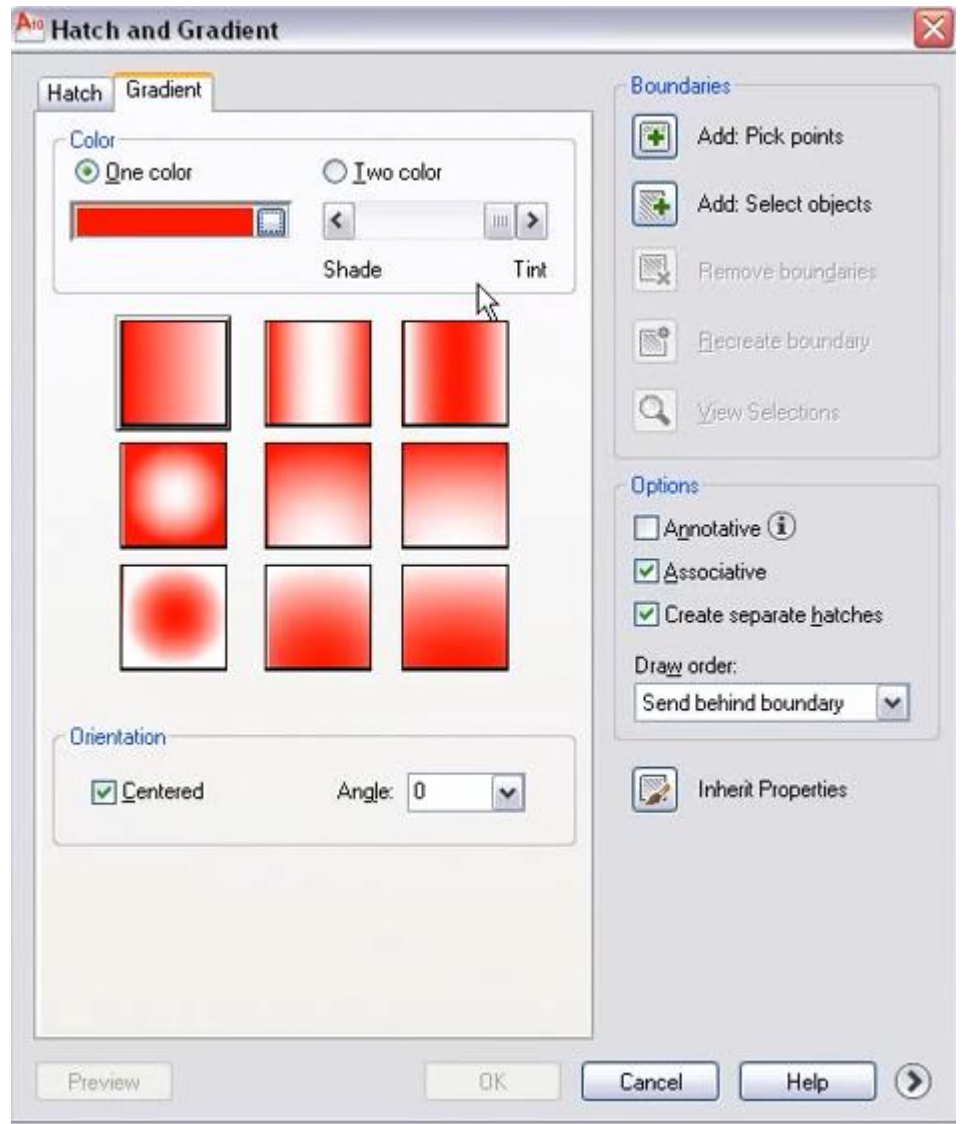 A10 Hatch and Gradient
Hatch Gradient
Color
One color
Two color
Shade
Tint
Orientation
Centered
Angle: 0
Boundaries
Add: Pick points
Add: Select objects
Remove boundaries
Recreate boundary
View Selections
Options
Annotative i
Associative
Create separate hatches
Draw order:
Send behind boundary
Inherit Properties
Preview
OK
Cancel
Help